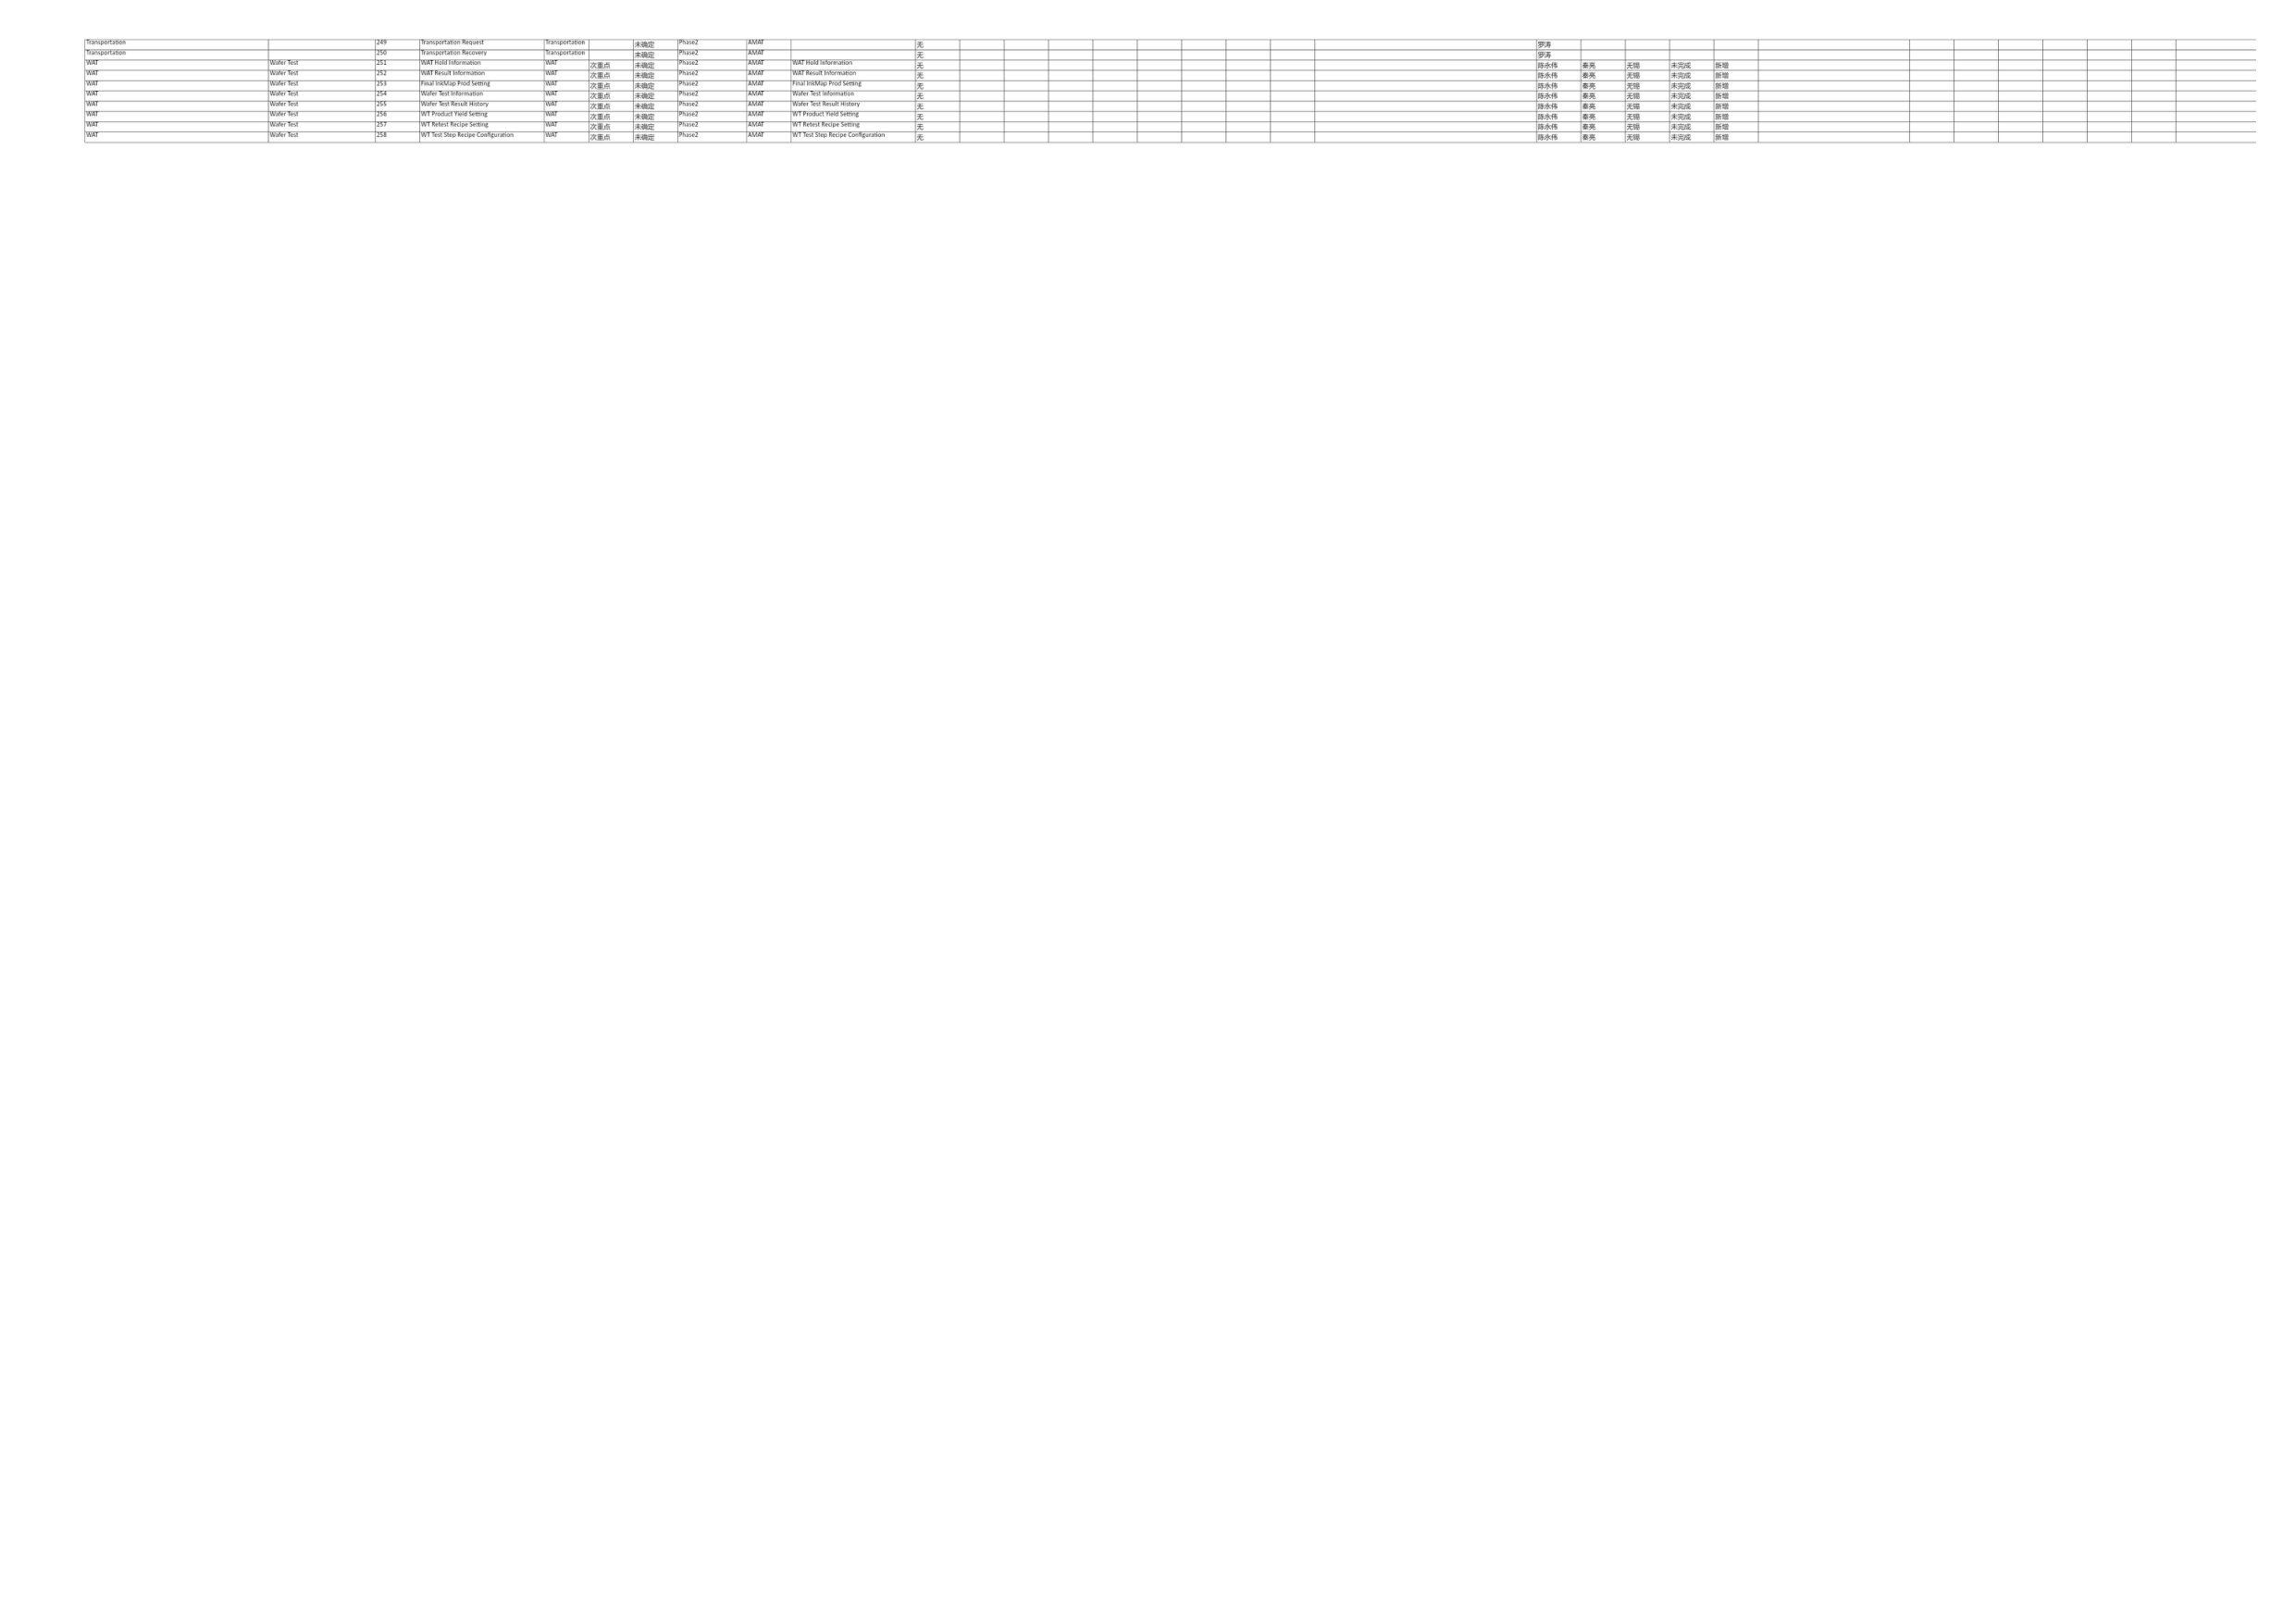 Transportation 249 Transportation Request Transportation 未确定 Phase2 AMAT 无 罗涛
Transportation 250 Transportation Recovery Transportation 未确定 Phase2 AMAT 无 罗涛
WAT Wafer Test 251 WAT Hold Information WAT 次重点 未确定 Phase2 AMAT WAT Hold Information 无 陈永伟 秦亮 无锡 未完成 新增
WAT Wafer Test 252 WAT Result Information WAT 次重点 未确定 Phase2 AMAT WAT Result Information 无 陈永伟 秦亮 无锡 未完成 新增
WAT Wafer Test 253 Final InkMap Prod Setting WAT 次重点 未确定 Phase2 AMAT Final InkMap Prod Setting 无 陈永伟 秦亮 无锡 未完成 新增
WAT Wafer Test 254 Wafer Test Information WAT 次重点 未确定 Phase2 AMAT Wafer Test Information 无 陈永伟 秦亮 无锡 未完成 新增
WAT Wafer Test 255 Wafer Test Result History WAT 次重点 未确定 Phase2 AMAT Wafer Test Result History 无 陈永伟 秦亮 无锡 未完成 新增
WAT Wafer Test 256 WT Product Yield Setting WAT 次重点 未确定 Phase2 AMAT WT Product Yield Setting 无 陈永伟 秦亮 无锡 未完成 新增
WAT Wafer Test 257 WT Retest Recipe Setting WAT 次重点 未确定 Phase2 AMAT WT Retest Recipe Setting 无 陈永伟 秦亮 无锡 未完成 新增
WAT Wafer Test 258 WT Test Step Recipe Configuration WAT 次重点 未确定 Phase2 AMAT WT Test Step Recipe Configuration 无 陈永伟 秦亮 无锡 未完成 新增